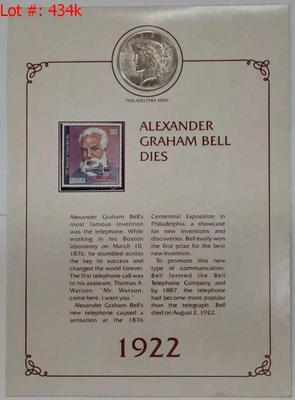 Lot #: 434k
PHILADELPHIA MINT
ALEXANDER
GRAHAM BELL
DIES
GUYANA
Alexander Graham Bell's
most famous invention
was the telephone. While
working in his Boston
laboratory on March 10,
1876, he stumbled across
the key to success and
changed the world forever.
The first telephone call was
to his assistant, Thomas A.
Watson: "Mr. Watson,
come here, I want you."
Alexander Graham Bell's
new telephone caused a
sensation at the 1876
Centennial Exposition in
Philadelphia, a showcase
for new inventions and
discoveries. Bell easily won
the first prize for the best
new invention.
To promote this new
type of communication,
Bell formed the Bell
Telephone Company and
by 1887, the telephone
had become more popular
than the telegraph. Bell
died on August 2, 1922.
1922